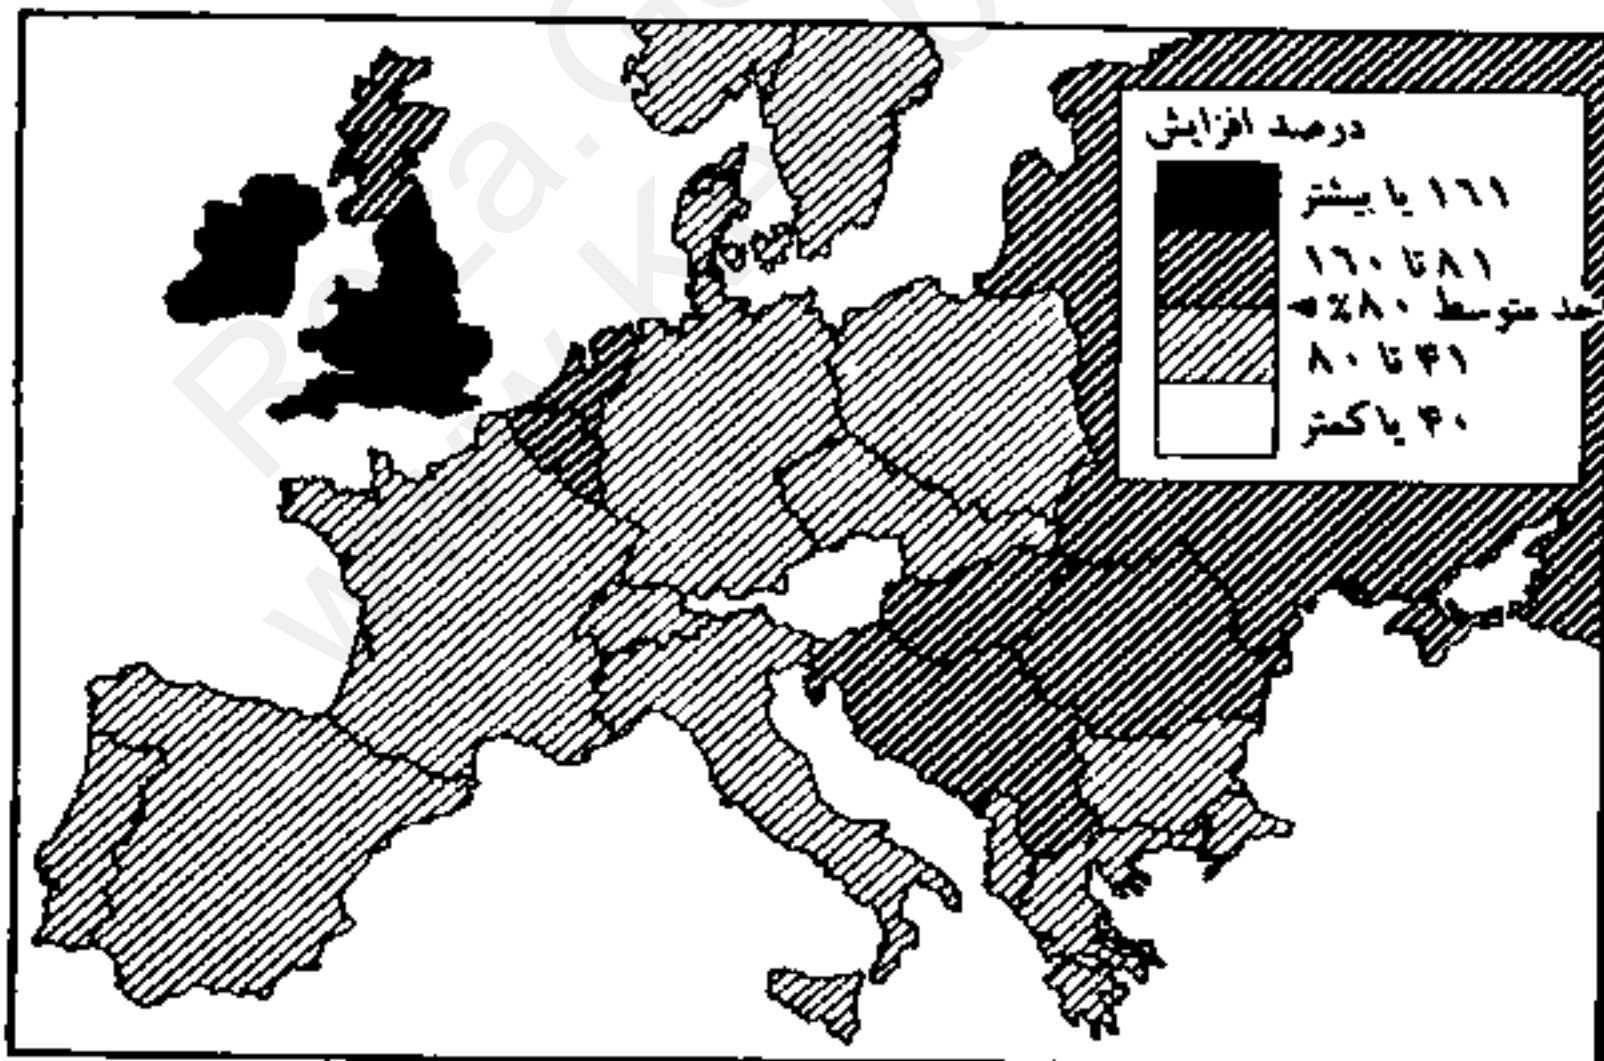 درصد افزایش
۱۶۱ یا بیشتر
۸۱ تا ۱۶۰
حد متوسط ۸۰٪
۴۱ تا ۸۰
۴۰ یا کمتر